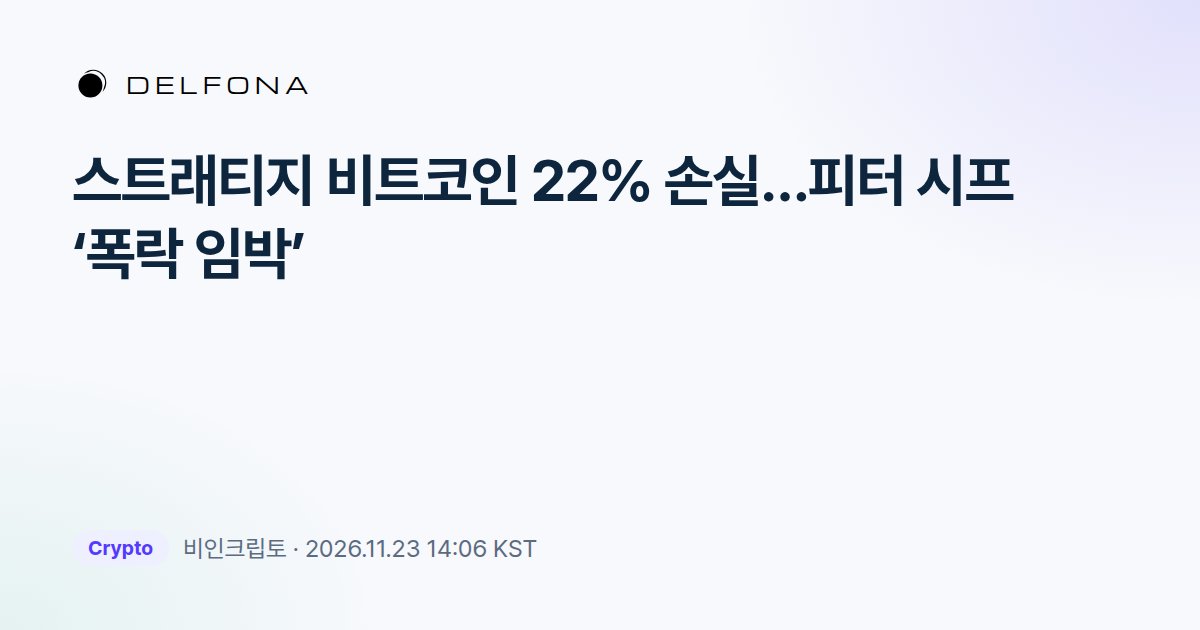 DELFONA
스트래티지 비트코인 22% 손실...피터 시프
‘폭락 임박’
Crypto 비인크립토 · 2026.11.23 14:06 KST